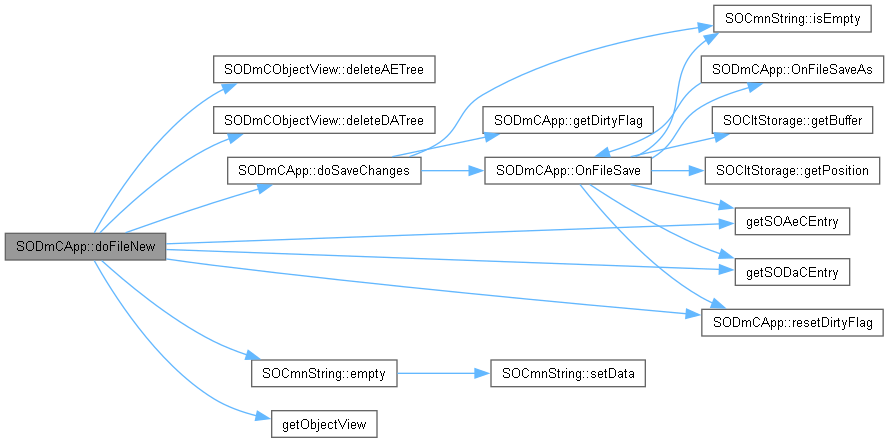 SOCmnString::isEmpty
SODmCObjectView::deleteAETree
SODmCApp::OnFileSaveAs
SODmCObjectView::deleteDATree
SODmCApp::getDirtyFlag
SOCltStorage::getBuffer
SODmCApp::doSaveChanges
SODmCApp::OnFileSave
SOCltStorage::getPosition
getSOAeCEntry
SODmCApp::doFileNew
getSODaCEntry
SODmCApp::resetDirtyFlag
SOCmnString::empty
SOCmnString::setData
getObjectView